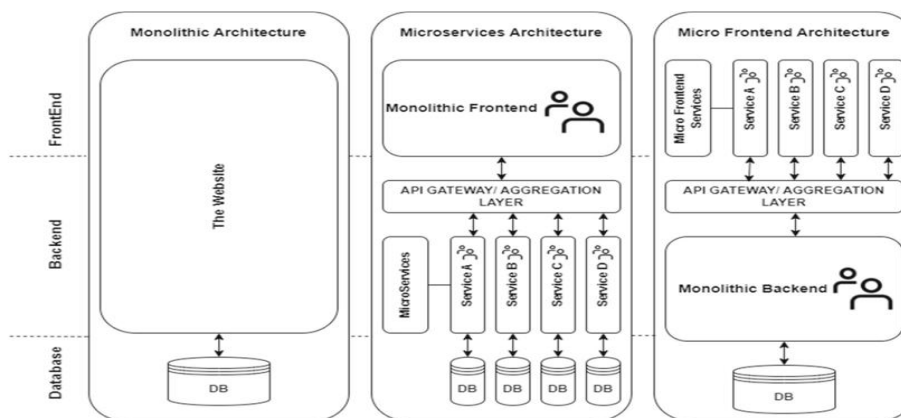 Monolithic Architecture
Microservices Architecture
Micro Frontend Architecture
FrontEnd
Backend
Database
The Website
DB
Monolithic Frontend
API GATEWAY/ AGGREGATION
LAYER
MicroServices
Service A
Service B
Service C
Service D
DB
DB
DB
DB
Micro Frontend
Services
Service A
Service B
Service C
Service D
API GATEWAY/ AGGREGATION
LAYER
Monolithic Backend
DB